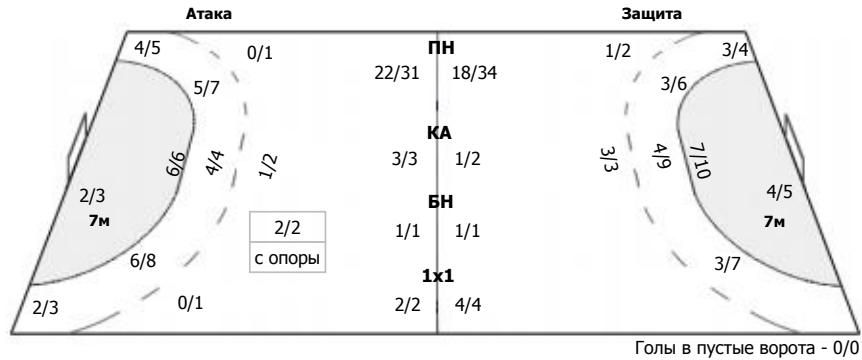 Атака Защита
4/5 0/1 ПН 1/2 3/4
22/31 18/34
5/7 3/6
КА
6/6 4/4 1/2 3/3 1/2 3/3 4/9 7/10
2/3 4/5
7м БН 7м
2/2 1/1 1/1
с опоры
6/8 3/7
1x1
2/3 0/1 2/2 4/4
Голы в пустые ворота - 0/0